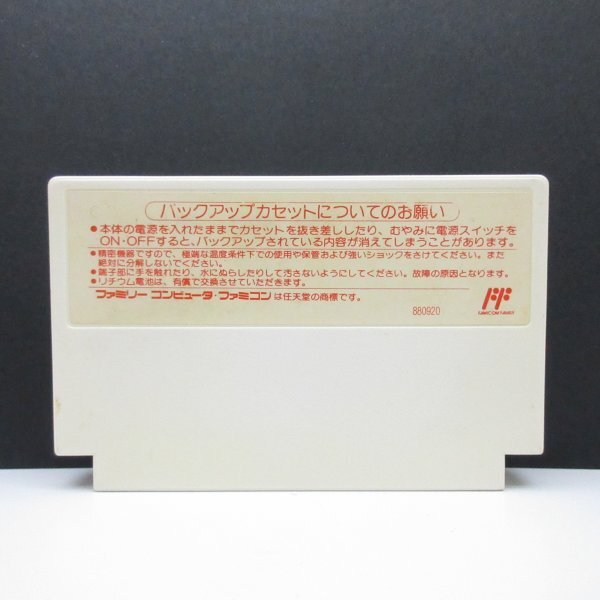 バックアップカセットについてのお願い
●本体の電源を入れたままでカセットを抜き差ししたり、むやみに電源スイッチを
ON・OFFすると、バックアップされている内容が消えてしまうことがあります。
●精密機器ですので、極端な温度条件下での使用や保管および強いショックをさけてください。また
絶対に分解しないでください。
●端子部に手を触れたり、水にぬらしたりして汚さないようにしてください。故障の原因となります。
●リチウム電池は、有償で交換させていただきます。
ファミリーコンピュータ・ファミコンは任天堂の商標です。
880920
FAMICOM FAMILY